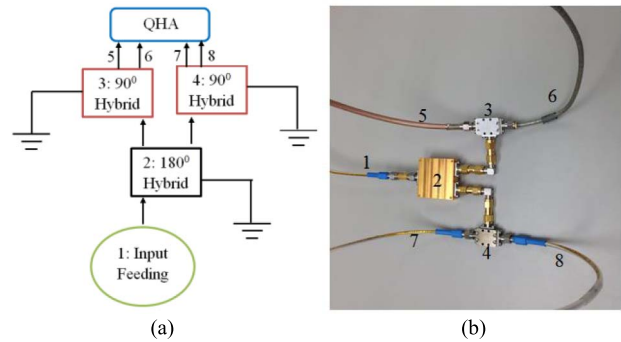 QHA
5 6 7 8
3: 90⁰
Hybrid
4: 90⁰
Hybrid
2: 180⁰
Hybrid
1: Input
Feeding
(a)
5 3 6
1 2
7 4 8
(b)